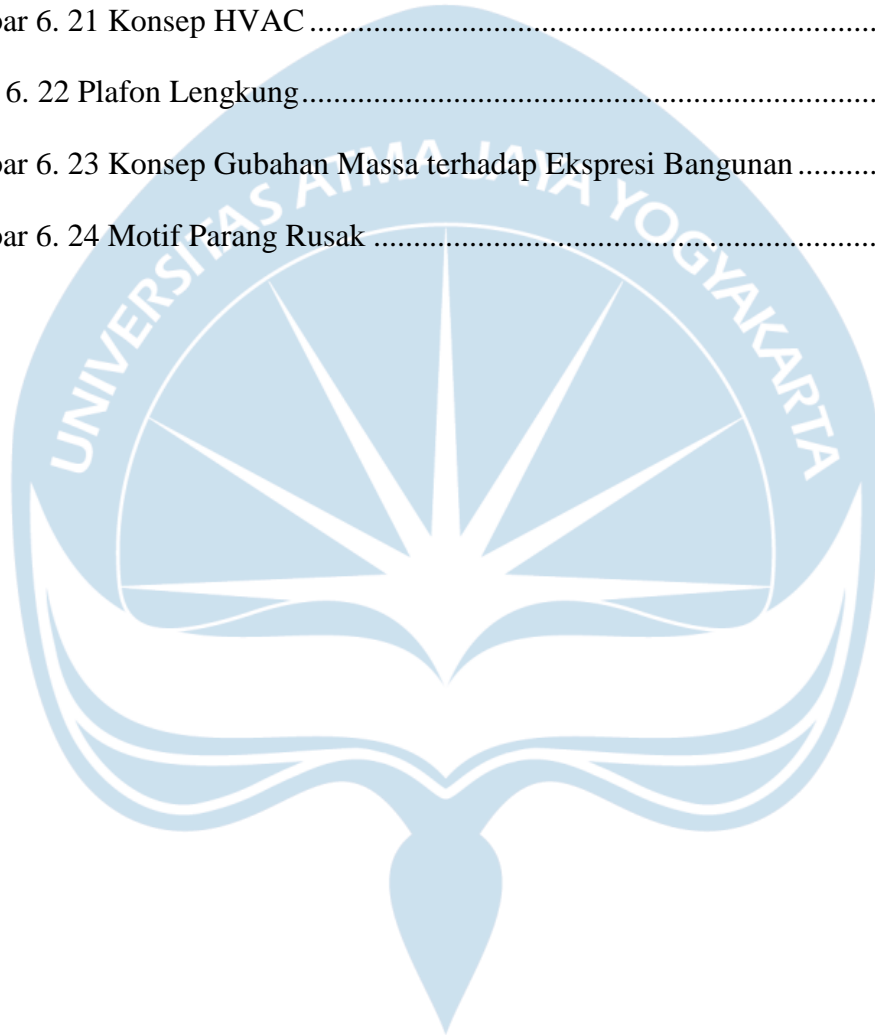 bar 6. 21 Konsep HVAC ........................................................................
6. 22 Plafon Lengkung.........................................................................
bar 6. 23 Konsep Gubahan Massa terhadap Ekspresi Bangunan ..........
bar 6. 24 Motif Parang Rusak ...............................................................
UNIVERSITAS ATMA JAYA YOGYAKARTA